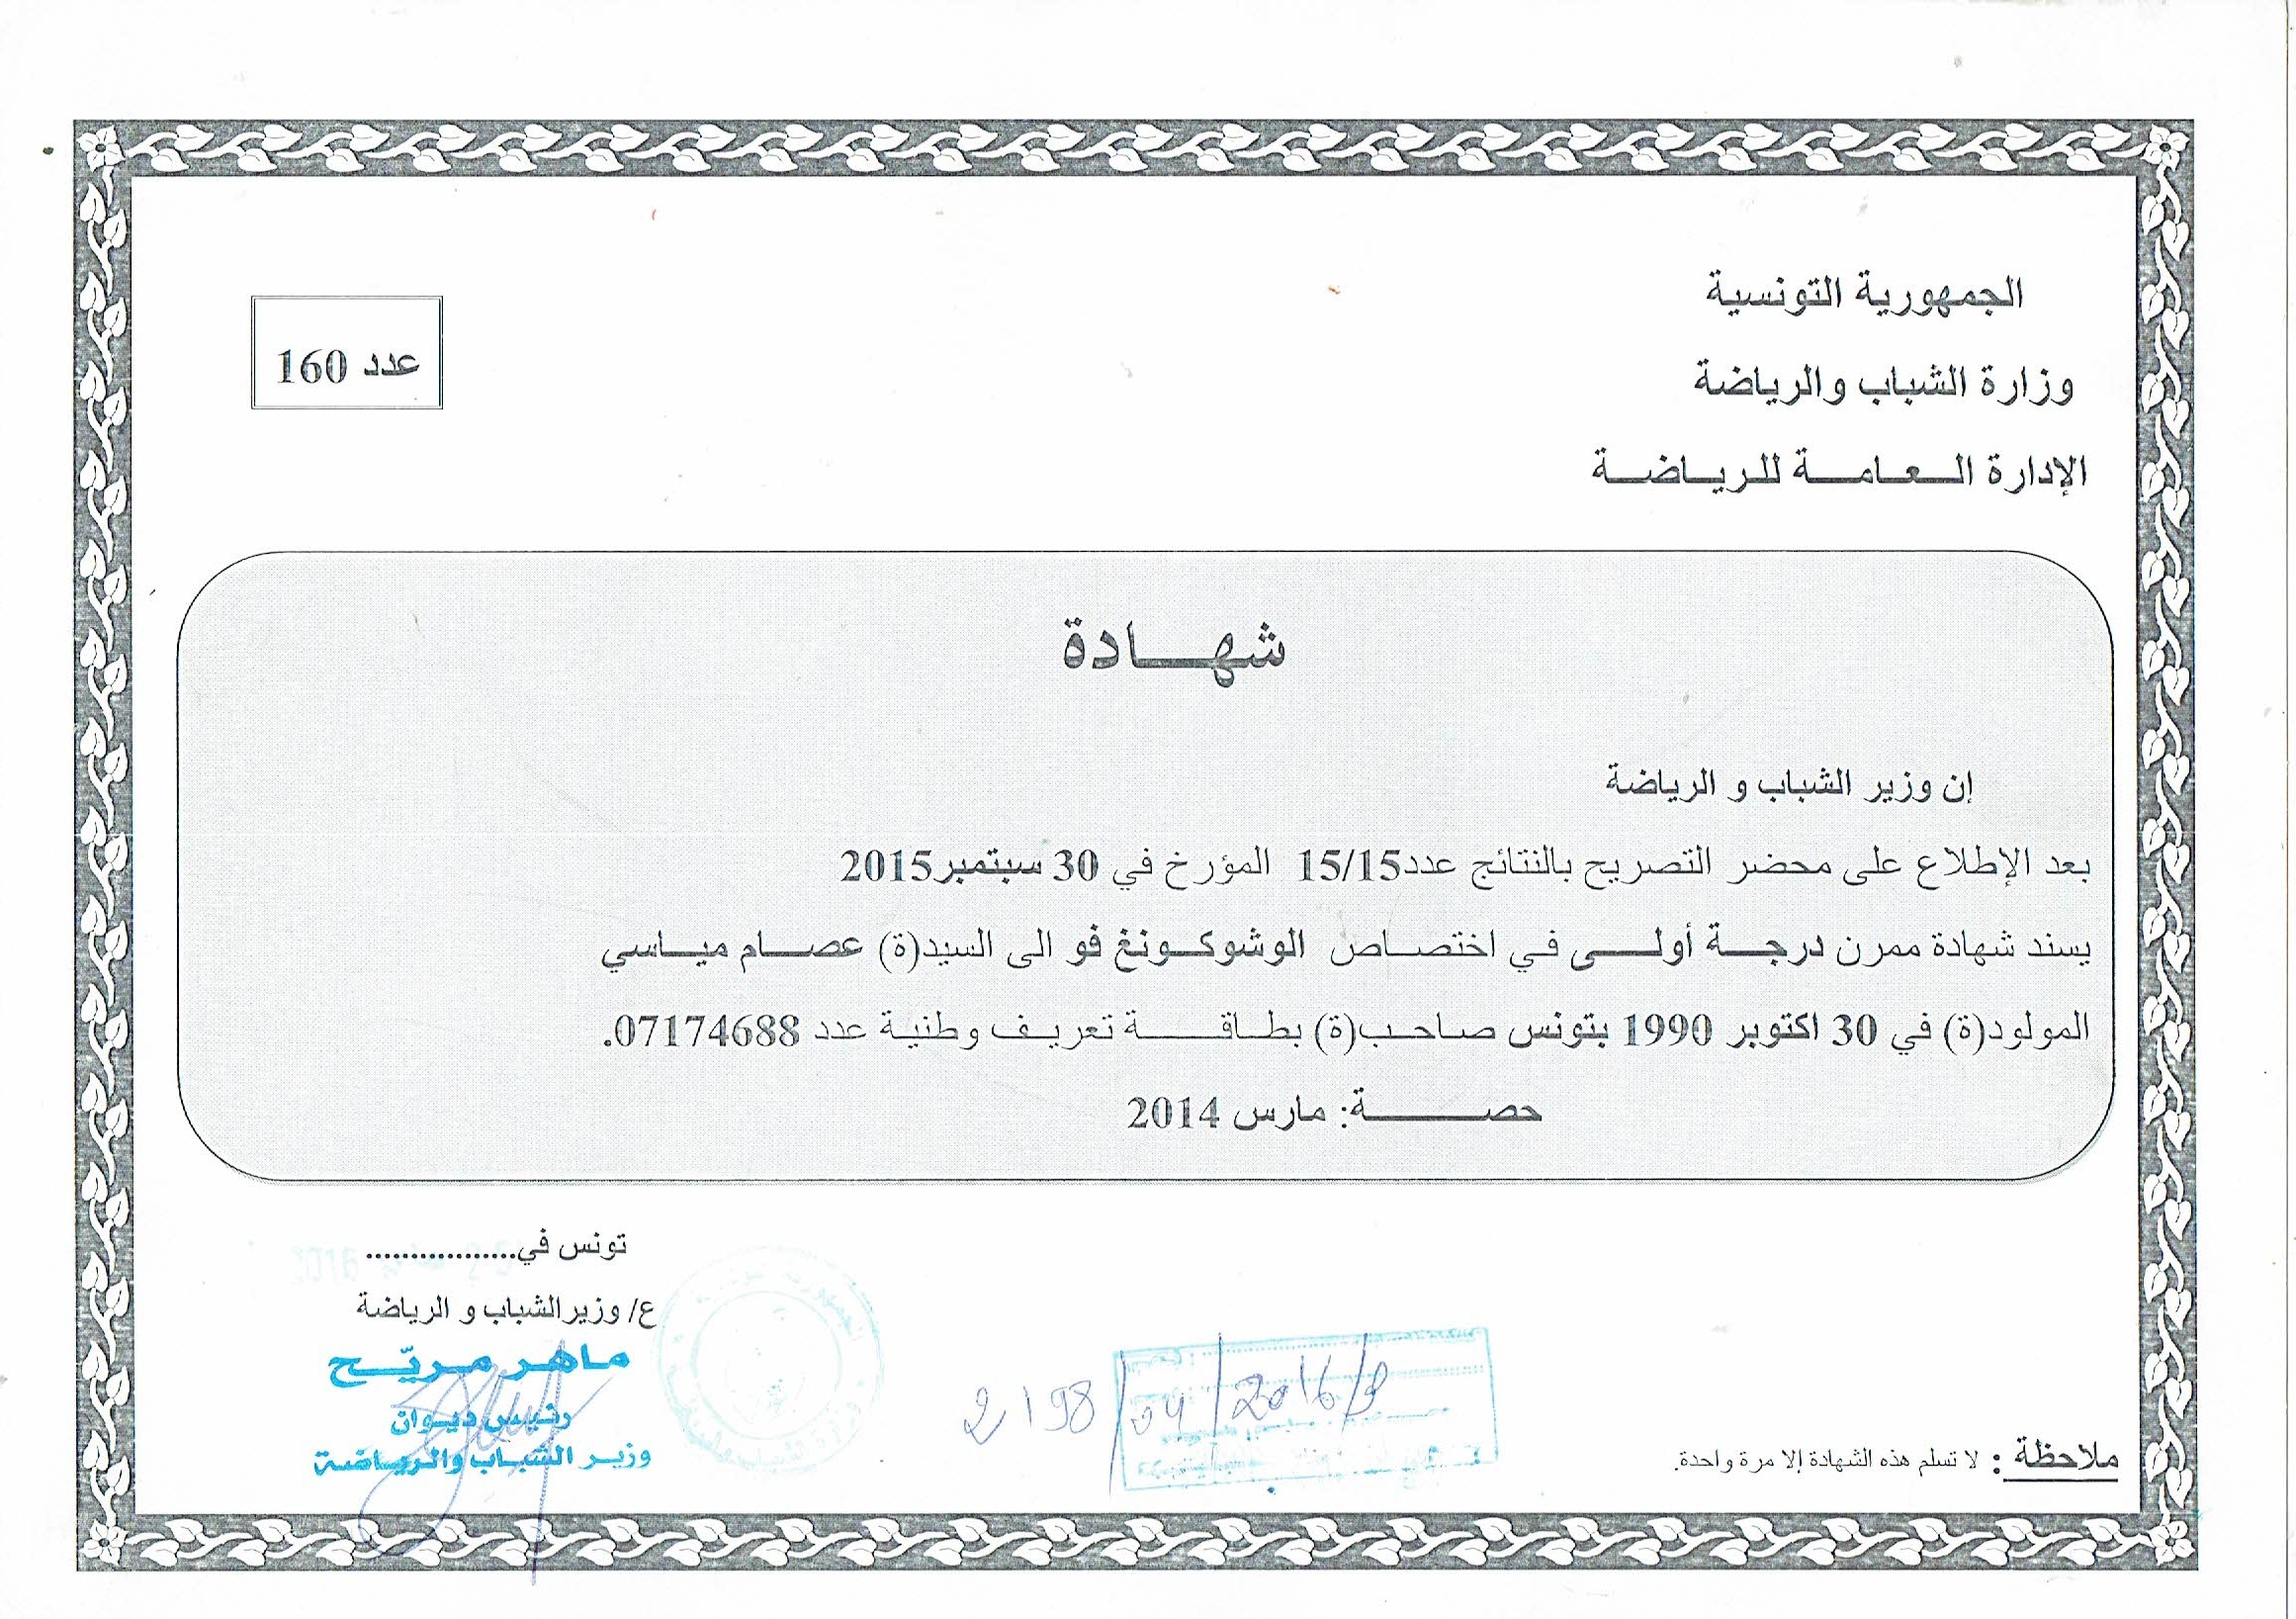 الجمهورية التونسية
وزارة الشباب والرياضة
الإدارة العامة للرياضة
عدد 160
شهادة
إن وزير الشباب و الرياضة
بعد الإطلاع على محضر التصريح بالنتائج عدد15/15 المؤرخ في 30 سبتمبر2015
يسند شهادة ممرن درجة أولى في اختصاص الوشوكونغ فو الى السيد(ة) عصام مياسي
المولود(ة) في 30 اكتوبر 1990 بتونس صاحب(ة) بطاقة تعريف وطنية عدد 07174688.
حصة: مارس 2014
تونس في.................
2016
ع/ وزيرالشباب و الرياضة
ماهر مريّح
رئيس ديوان
وزير الشباب والرياضة
2198/04/2016/
ملاحظة : لا تسلم هذه الشهادة إلا مرة واحدة.